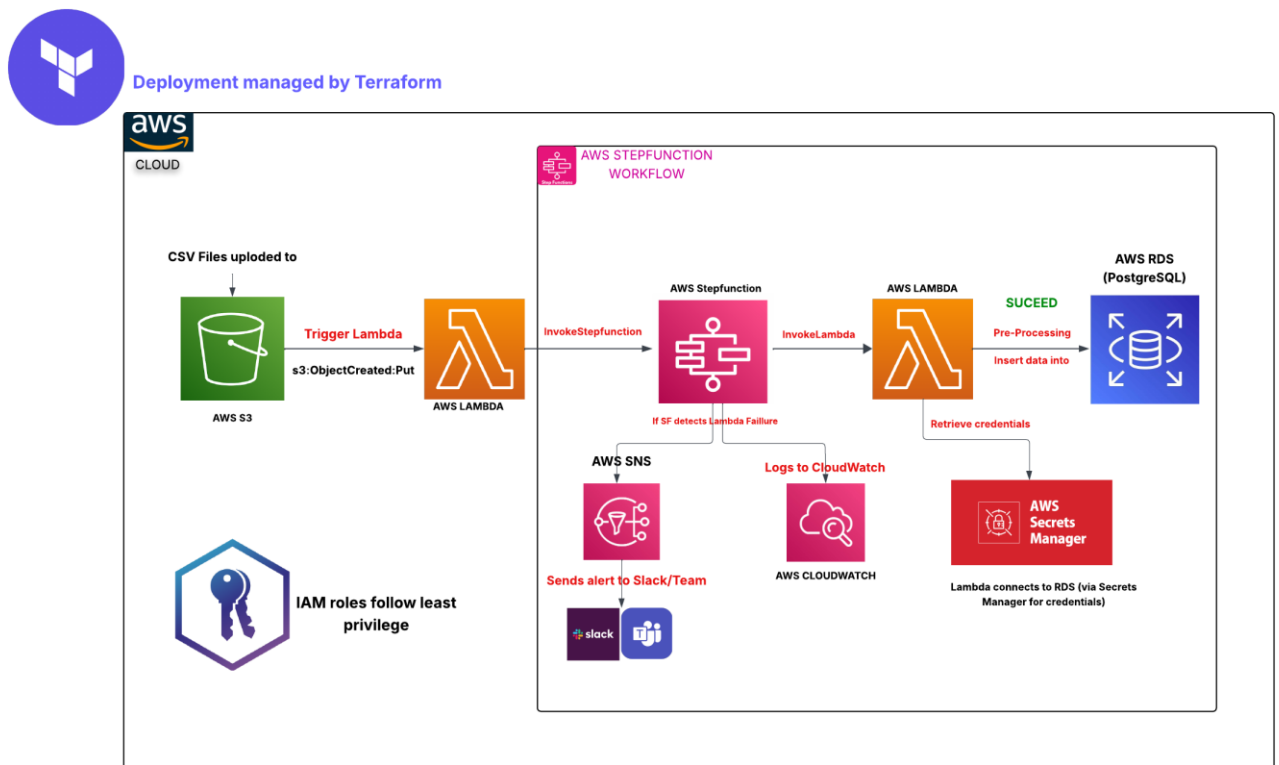 Deployment managed by Terraform
aws
CLOUD
Step Functions
AWS STEPFUNCTION
WORKFLOW
CSV Files uploded to
AWS RDS
(PostgreSQL)
AWS Stepfunction
AWS LAMBDA
SUCEED
Trigger Lambda
InvokeStepfunction
InvokeLambda
Pre-Processing
s3:ObjectCreated:Put
Insert data into
AWS S3
AWS LAMBDA
If SF detects Lambda Faillure
Retrieve credentials
AWS SNS
Logs to CloudWatch
AWS
Secrets
Manager
AWS CLOUDWATCH
Sends alert to Slack/Team
Lambda connects to RDS (via Secrets
Manager for credentials)
IAM roles follow least
privilege
slack
T